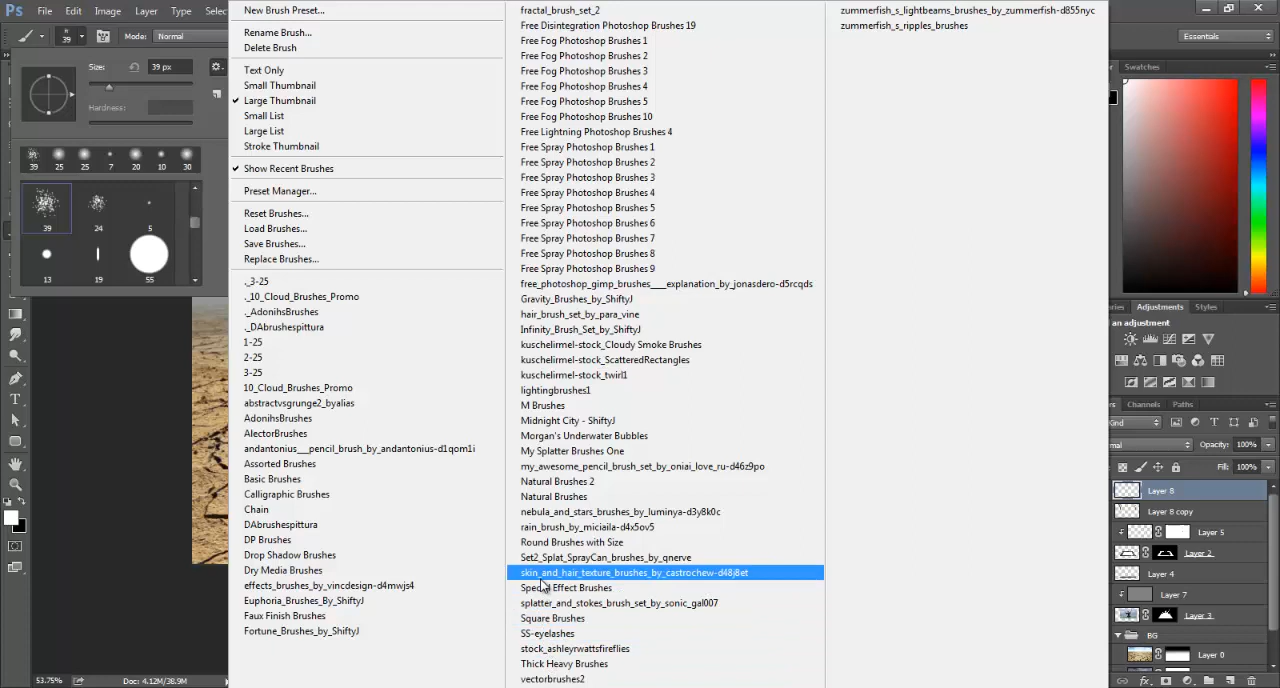 Ps File Edit Image Layer Type Selec
39 Mode: Normal
Essentials
Size: 39 px
Hardness:
39 25 25 7 20 10 30
39 24 5
13 19 55
New Brush Preset...
Rename Brush...
Delete Brush
Text Only
Small Thumbnail
Large Thumbnail
Small List
Large List
Stroke Thumbnail
Show Recent Brushes
Preset Manager...
Reset Brushes...
Load Brushes...
Save Brushes...
Replace Brushes...
._3-25
._10_Cloud_Brushes_Promo
._AdonihsBrushes
._DAbrushespittura
1-25
2-25
3-25
10_Cloud_Brushes_Promo
abstractvsgrunge2_byalias
AdonihsBrushes
AlectorBrushes
andantonius___pencil_brush_by_andantonius-d1qom1i
Assorted Brushes
Basic Brushes
Calligraphic Brushes
Chain
DAbrushespittura
DP Brushes
Drop Shadow Brushes
Dry Media Brushes
effects_brushes_by_vincdesign-d4mwjs4
Euphoria_Brushes_By_ShiftyJ
Faux Finish Brushes
Fortune_Brushes_by_ShiftyJ
fractal_brush_set_2
Free Disintegration Photoshop Brushes 19
Free Fog Photoshop Brushes 1
Free Fog Photoshop Brushes 2
Free Fog Photoshop Brushes 3
Free Fog Photoshop Brushes 4
Free Fog Photoshop Brushes 5
Free Fog Photoshop Brushes 10
Free Lightning Photoshop Brushes 4
Free Spray Photoshop Brushes 1
Free Spray Photoshop Brushes 2
Free Spray Photoshop Brushes 3
Free Spray Photoshop Brushes 4
Free Spray Photoshop Brushes 5
Free Spray Photoshop Brushes 6
Free Spray Photoshop Brushes 7
Free Spray Photoshop Brushes 8
Free Spray Photoshop Brushes 9
free_photoshop_gimp_brushes____explanation_by_jonasdero-d5rcqds
Gravity_Brushes_by_ShiftyJ
hair_brush_set_by_para_vine
Infinity_Brush_Set_by_ShiftyJ
kuschelirmel-stock_Cloudy Smoke Brushes
kuschelirmel-stock_ScatteredRectangles
kuschelirmel-stock_twirl1
lightingbrushes1
M Brushes
Midnight City - ShiftyJ
Morgan's Underwater Bubbles
My Splatter Brushes One
my_awesome_pencil_brush_set_by_oniai_love_ru-d46z9po
Natural Brushes 2
Natural Brushes
nebula_and_stars_brushes_by_luminya-d3y8k0c
rain_brush_by_miciaila-d4x5ov5
Round Brushes with Size
Set2_Splat_SprayCan_brushes_by_qnerve
skin_and_hair_texture_brushes_by_castrochew-d48j8et
Special Effect Brushes
splatter_and_stokes_brush_set_by_sonic_gal007
Square Brushes
SS-eyelashes
stock_ashleyrwattsfireflies
Thick Heavy Brushes
vectorbrushes2
zummerfish_s_lightbeams_brushes_by_zummerfish-d855nyc
zummerfish_s_ripples_brushes
Swatches
ries Adjustments Styles
an adjustment
rs Channels Paths
Kind
mal Opacity: 100%
Fill: 100%
Layer 8
Layer 8 copy
Layer 5
Layer 2
Layer 4
Layer 7
Layer 3
BG
Layer 0
53.75% Doc: 4.12M/38.9M